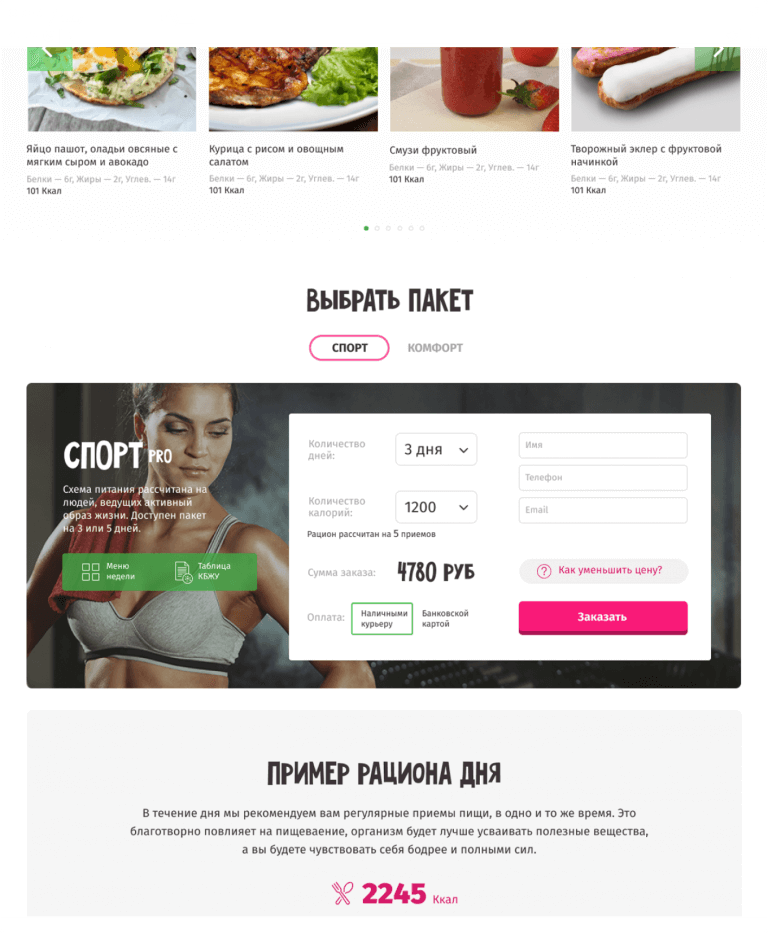 Яйцо пашот, оладьи овсяные с
мягким сыром и авокадо
Белки — 6г, Жиры — 2г, Углев. — 14г
101 Ккал
Курица с рисом и овощным
салатом
Белки — 6г, Жиры — 2г, Углев. — 14г
101 Ккал
Смузи фруктовый
Белки — 6г, Жиры — 2г, Углев. — 14г
101 Ккал
Творожный эклер с фруктовой
начинкой
Белки — 6г, Жиры — 2г, Углев. — 14г
101 Ккал
ВЫБРАТЬ ПАКЕТ
СПОРТ КОМФОРТ
СПОРТ PRO
Схема питания рассчитана на
людей, ведущих активный
образ жизни. Доступен пакет
на 3 или 5 дней.
Меню
недели
Таблица
КБЖУ
Количество
дней:
3 дня
Количество
калорий:
1200
Рацион рассчитан на 5 приемов
Сумма заказа: 4780 РУБ
Оплата:
Наличными
курьеру
Банковской
картой
Имя
Телефон
Email
Как уменьшить цену?
Заказать
ПРИМЕР РАЦИОНА ДНЯ
В течение дня мы рекомендуем вам регулярные приемы пищи, в одно и то же время. Это
благотворно повлияет на пищеваение, организм будет лучше усваивать полезные вещества,
а вы будете чувствовать себя бодрее и полными сил.
2245 Ккал